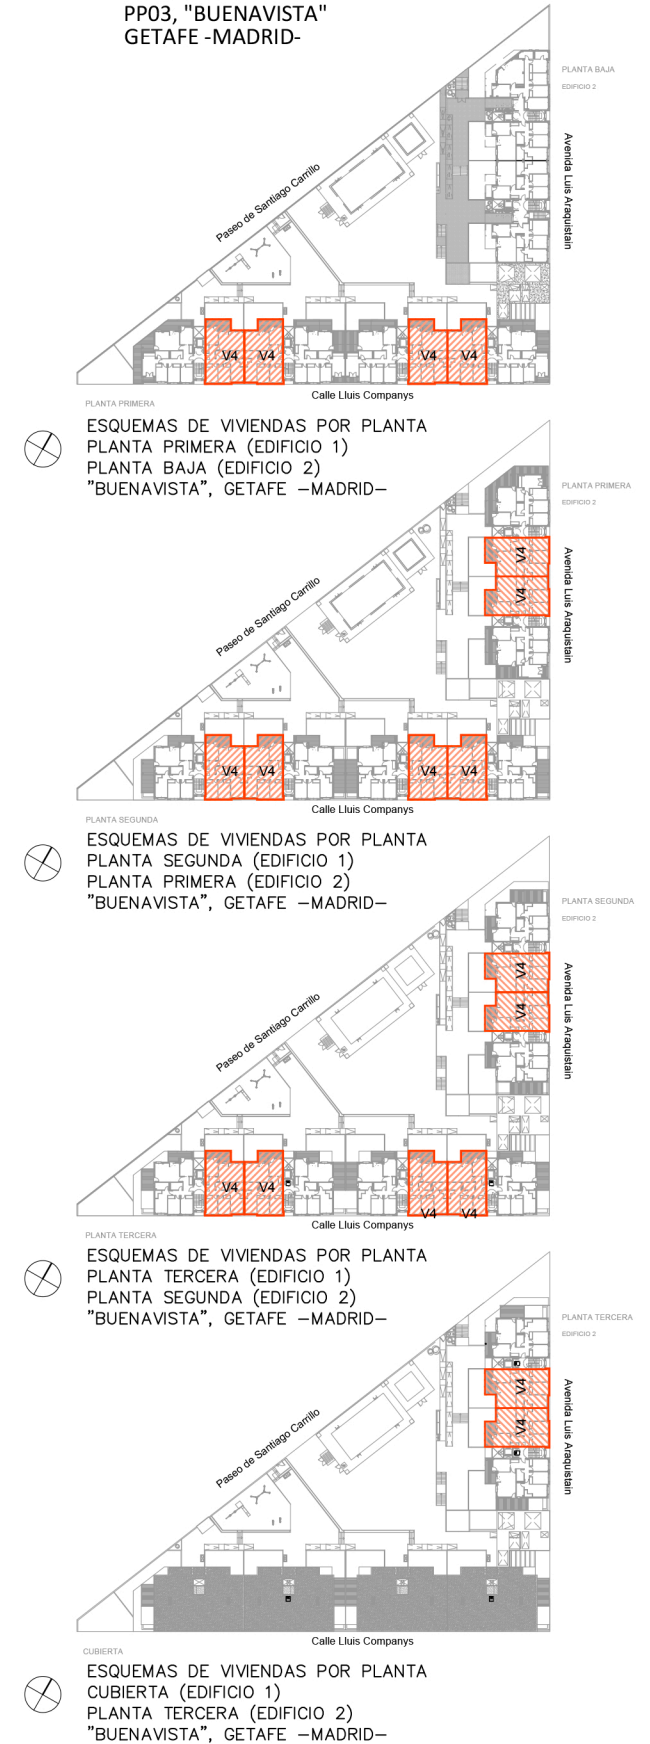 PP03, "BUENAVISTA"
GETAFE -MADRID-
PLANTA BAJA
EDIFICIO 2
Avenida Luis Araquistain
Paseo de Santiago Carrillo
V4 V4 V4 V4
Calle Lluis Companys
PLANTA PRIMERA
ESQUEMAS DE VIVIENDAS POR PLANTA
PLANTA PRIMERA (EDIFICIO 1)
PLANTA BAJA (EDIFICIO 2)
"BUENAVISTA", GETAFE –MADRID–
PLANTA PRIMERA
EDIFICIO 2
V4
V4
Avenida Luis Araquistain
Paseo de Santiago Carrillo
V4 V4 V4 V4
Calle Lluis Companys
PLANTA SEGUNDA
ESQUEMAS DE VIVIENDAS POR PLANTA
PLANTA SEGUNDA (EDIFICIO 1)
PLANTA PRIMERA (EDIFICIO 2)
"BUENAVISTA", GETAFE –MADRID–
PLANTA SEGUNDA
EDIFICIO 2
V4
V4
Avenida Luis Araquistain
Paseo de Santiago Carrillo
V4 V4 V4 V4
Calle Lluis Companys
PLANTA TERCERA
ESQUEMAS DE VIVIENDAS POR PLANTA
PLANTA TERCERA (EDIFICIO 1)
PLANTA SEGUNDA (EDIFICIO 2)
"BUENAVISTA", GETAFE –MADRID–
PLANTA TERCERA
EDIFICIO 2
V4
V4
Avenida Luis Araquistain
Paseo de Santiago Carrillo
Calle Lluis Companys
CUBIERTA
ESQUEMAS DE VIVIENDAS POR PLANTA
CUBIERTA (EDIFICIO 1)
PLANTA TERCERA (EDIFICIO 2)
"BUENAVISTA", GETAFE –MADRID–